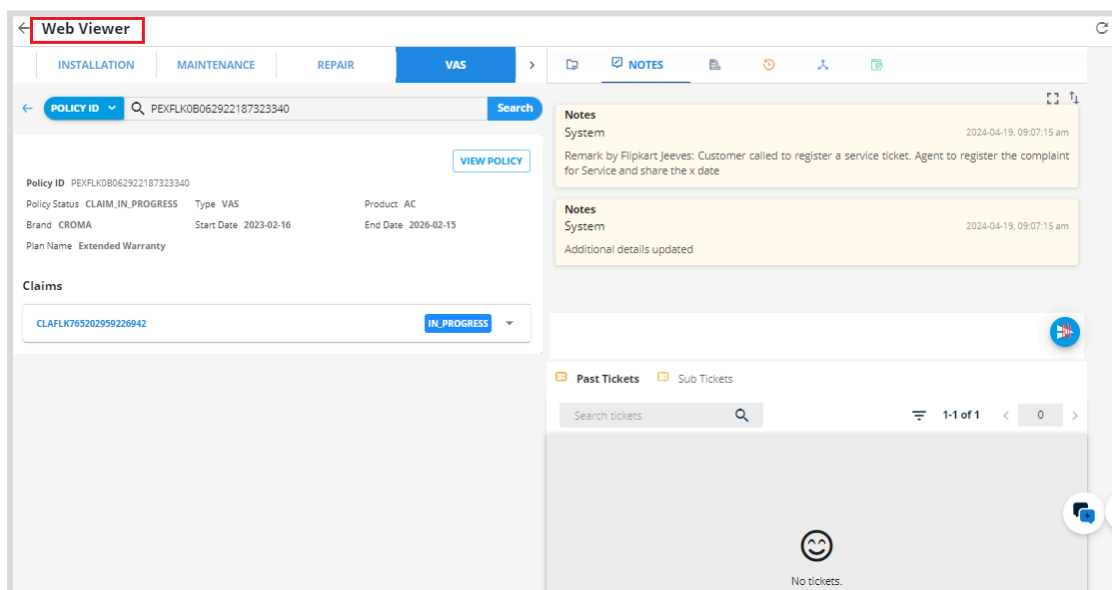 Web Viewer
INSTALLATION MAINTENANCE REPAIR VAS
NOTES
POLICY ID PEXFLK0B062922187323340 Search
VIEW POLICY
Policy ID PEXFLK0B062922187323340
Policy Status CLAIM_IN_PROGRESS Type VAS Product AC
Brand CROMA Start Date 2023-02-16 End Date 2026-02-15
Plan Name Extended Warranty
Claims
CLAFLK765202959226942 IN_PROGRESS
Notes
System 2024-04-19, 09:07:15 am
Remark by Flipkart Jeeves: Customer called to register a service ticket. Agent to register the complaint
for Service and share the x date
Notes
System 2024-04-19, 09:07:15 am
Additional details updated
Past Tickets Sub Tickets
Search tickets 1-1 of 1 < 0 >
No tickets.